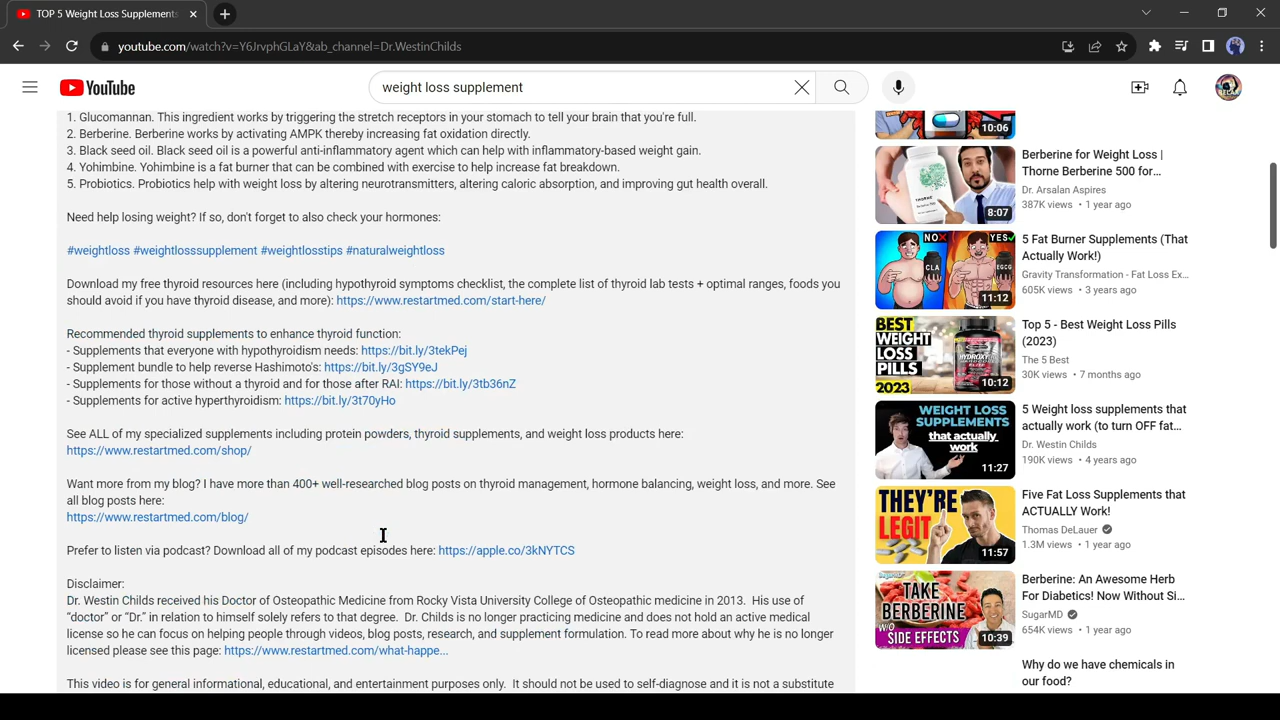 TOP 5 Weight Loss Supplements
youtube.com/watch?v=Y6JrvphGLaY&ab_channel=Dr.WestinChilds
YouTube
weight loss supplement
1. Glucomannan. This ingredient works by triggering the stretch receptors in your stomach to tell your brain that you're full.
2. Berberine. Berberine works by activating AMPK thereby increasing fat oxidation directly.
3. Black seed oil. Black seed oil is a powerful anti-inflammatory agent which can help with inflammatory-based weight gain.
4. Yohimbine. Yohimbine is a fat burner that can be combined with exercise to help increase fat breakdown.
5. Probiotics. Probiotics help with weight loss by altering neurotransmitters, altering caloric absorption, and improving gut health overall.
Need help losing weight? If so, don't forget to also check your hormones:
#weightloss #weightlosssupplement #weightlosstips #naturalweightloss
Download my free thyroid resources here (including hypothyroid symptoms checklist, the complete list of thyroid lab tests + optimal ranges, foods you
should avoid if you have thyroid disease, and more): https://www.restartmed.com/start-here/
Recommended thyroid supplements to enhance thyroid function:
- Supplements that everyone with hypothyroidism needs: https://bit.ly/3tekPej
- Supplement bundle to help reverse Hashimoto's: https://bit.ly/3gSY9eJ
- Supplements for those without a thyroid and for those after RAI: https://bit.ly/3tb36nZ
- Supplements for active hyperthyroidism: https://bit.ly/3t70yHo
See ALL of my specialized supplements including protein powders, thyroid supplements, and weight loss products here:
https://www.restartmed.com/shop/
Want more from my blog? I have more than 400+ well-researched blog posts on thyroid management, hormone balancing, weight loss, and more. See
all blog posts here:
https://www.restartmed.com/blog/
Prefer to listen via podcast? Download all of my podcast episodes here: https://apple.co/3kNYTCS
Disclaimer:
Dr. Westin Childs received his Doctor of Osteopathic Medicine from Rocky Vista University College of Osteopathic medicine in 2013. His use of
“doctor” or “Dr.” in relation to himself solely refers to that degree. Dr. Childs is no longer practicing medicine and does not hold an active medical
license so he can focus on helping people through videos, blog posts, research, and supplement formulation. To read more about why he is no longer
licensed please see this page: https://www.restartmed.com/what-happe...
This video is for general informational, educational, and entertainment purposes only. It should not be used to self-diagnose and it is not a substitute
10:06
8:07
Berberine for Weight Loss |
Thorne Berberine 500 for...
Dr. Arsalan Aspires
387K views • 1 year ago
NO YES
CLA
EGCG
11:12
5 Fat Burner Supplements (That
Actually Work!)
Gravity Transformation - Fat Loss Ex...
605K views • 3 years ago
BEST
WEIGHT
LOSS
PILLS
2023
HYDROXYCUT
10:12
Top 5 - Best Weight Loss Pills
(2023)
The 5 Best
30K views • 7 months ago
WEIGHT LOSS
SUPPLEMENTS
that actually
work
11:27
5 Weight loss supplements that
actually work (to turn OFF fat...
Dr. Westin Childs
190K views • 4 years ago
THEY'RE
LEGIT
11:57
Five Fat Loss Supplements that
ACTUALLY Work!
Thomas DeLauer
1.3M views • 1 year ago
SugarMD
TAKE
BERBERINE
W/O
SIDE EFFECTS
10:39
Berberine: An Awesome Herb
For Diabetics! Now Without Si...
SugarMD
654K views • 1 year ago
Why do we have chemicals in
our food?